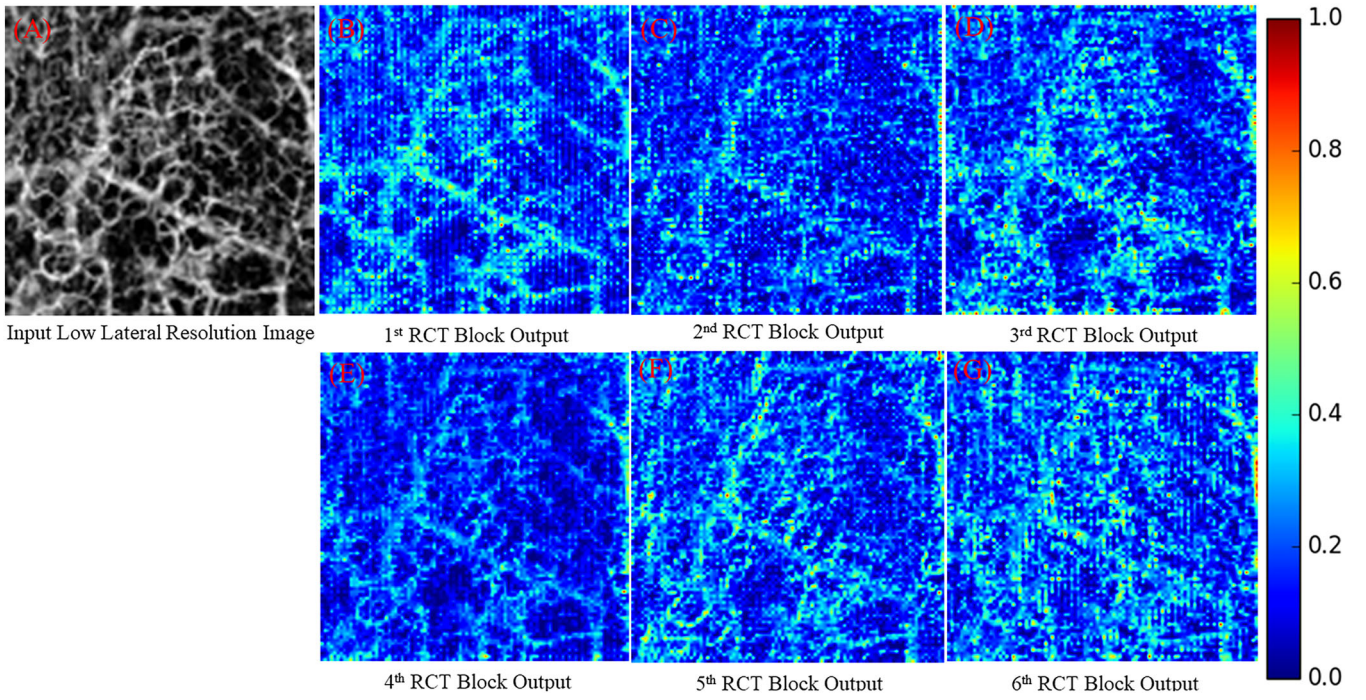 (A)
(B)
(C)
(D)
1.0
0.8
0.6
0.4
0.2
0.0
Input Low Lateral Resolution Image
1st RCT Block Output
2nd RCT Block Output
3rd RCT Block Output
(E)
(F)
(G)
4th RCT Block Output
5th RCT Block Output
6th RCT Block Output